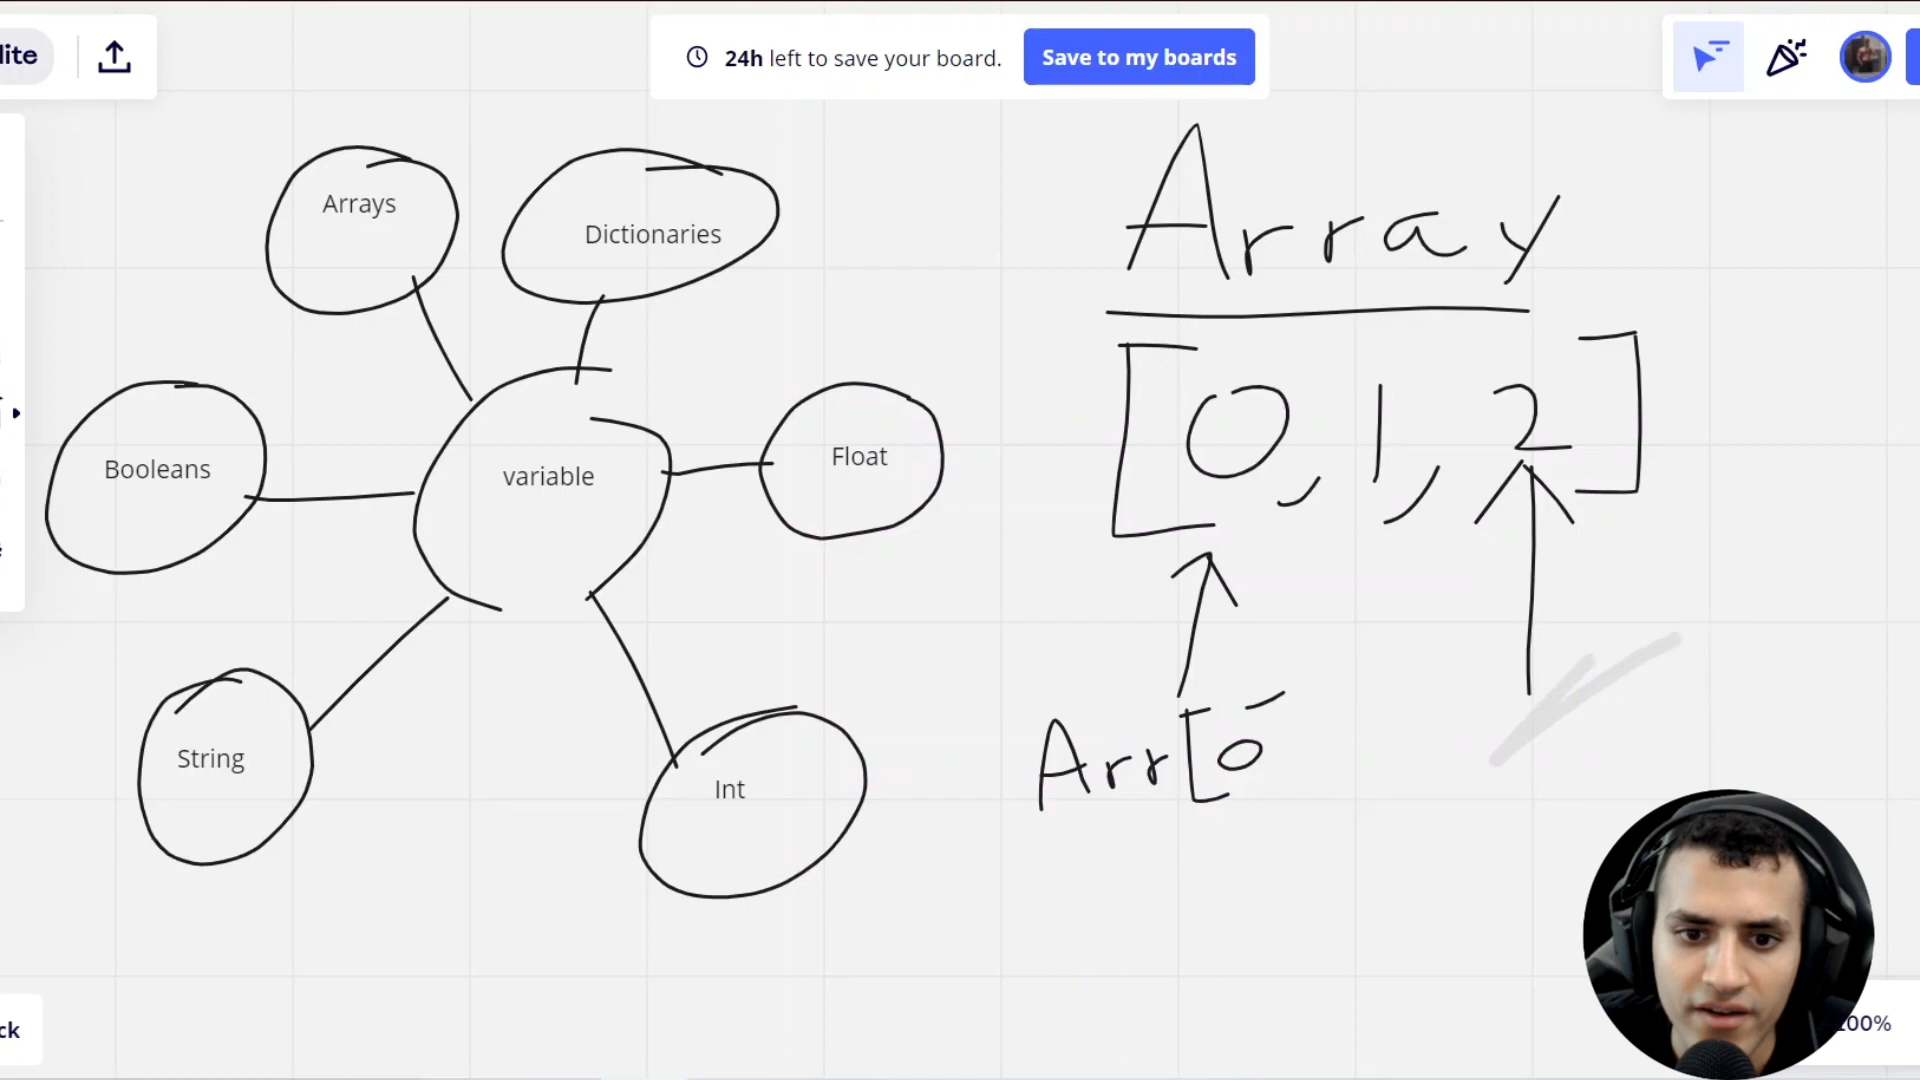 lite
24h left to save your board.
Save to my boards
Arrays
Dictionaries
Booleans
variable
Float
String
Int
Array
[0, 1, 2]
Arr[0
ck
100%